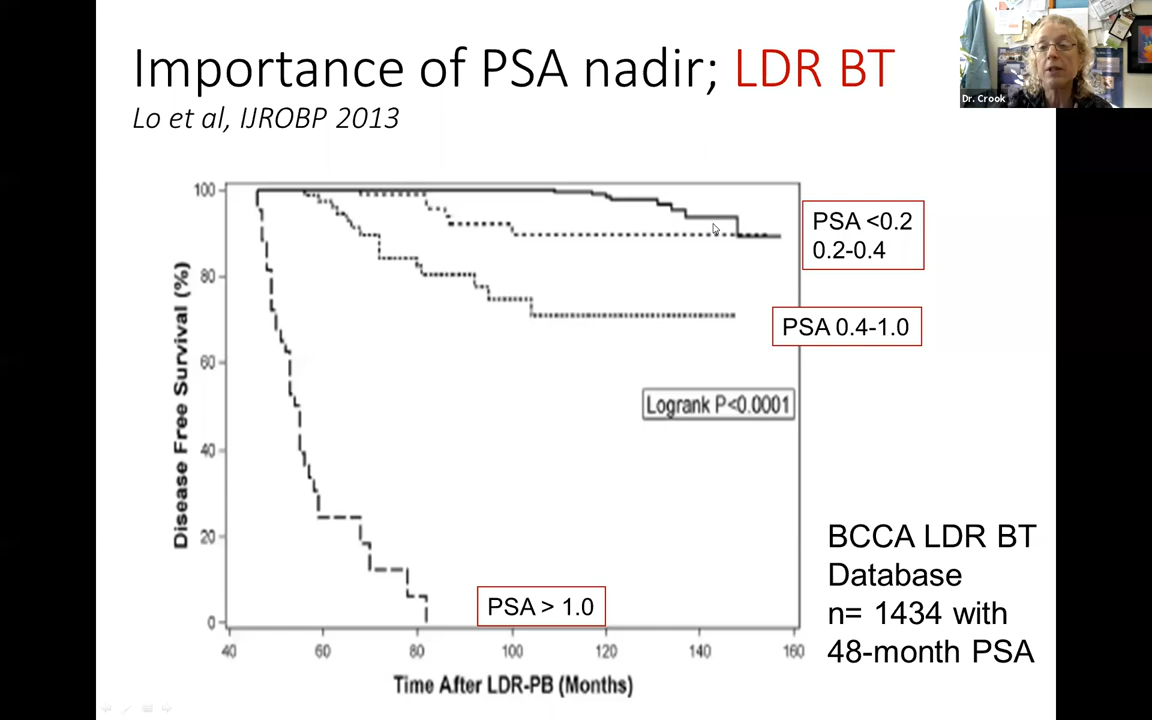 Importance of PSA nadir; LDR BT
Lo et al, IJROBP 2013
Dr. Crook
PSA <0.2
0.2-0.4
PSA 0.4-1.0
Logrank P<0.0001
PSA > 1.0
BCCA LDR BT
Database
n= 1434 with
48-month PSA
Disease Free Survival (%)
100
80
60
40
20
0
40 60 80 100 120 140 160
Time After LDR-PB (Months)